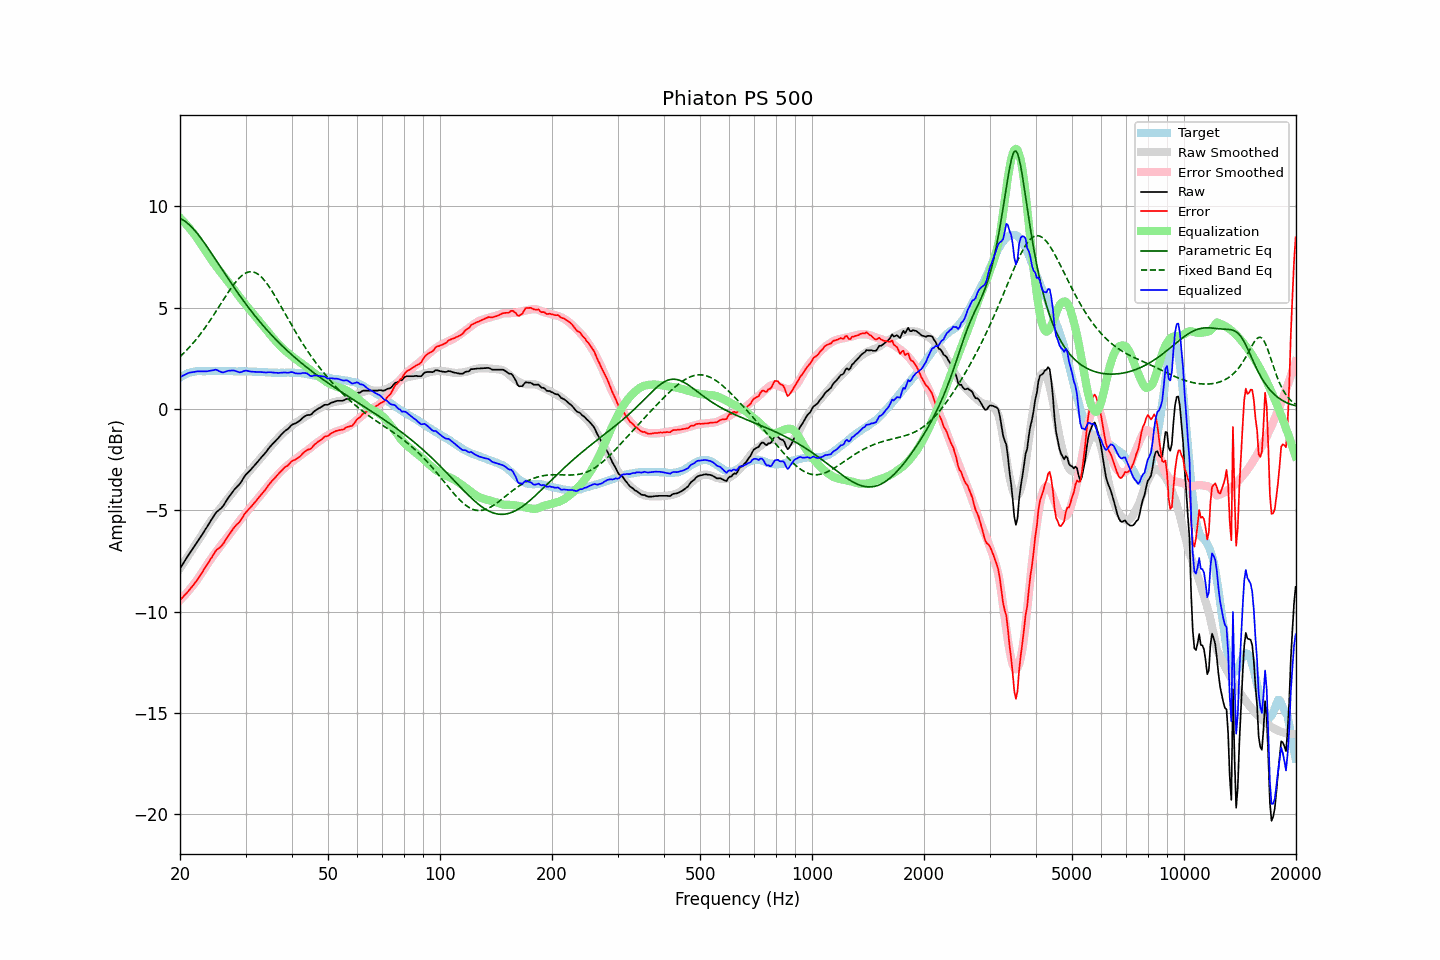 Phiaton PS 500
Target
Raw Smoothed
Error Smoothed
Raw
Error
Equalization
Parametric Eq
Fixed Band Eq
Equalized
Amplitude (dBr)
10
5
0
−5
−10
−15
−20
20
50
100
200
500
1000
2000
5000
10000
20000
Frequency (Hz)